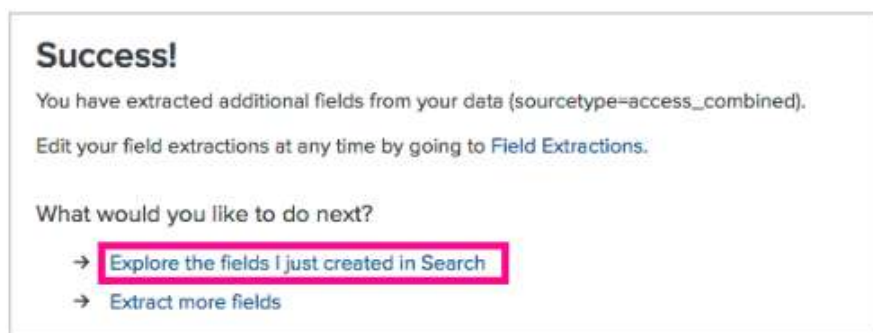 Success!
You have extracted additional fields from your data (sourcetype=access_combined).
Edit your field extractions at any time by going to Field Extractions.
What would you like to do next?
→ Explore the fields I just created in Search
→ Extract more fields